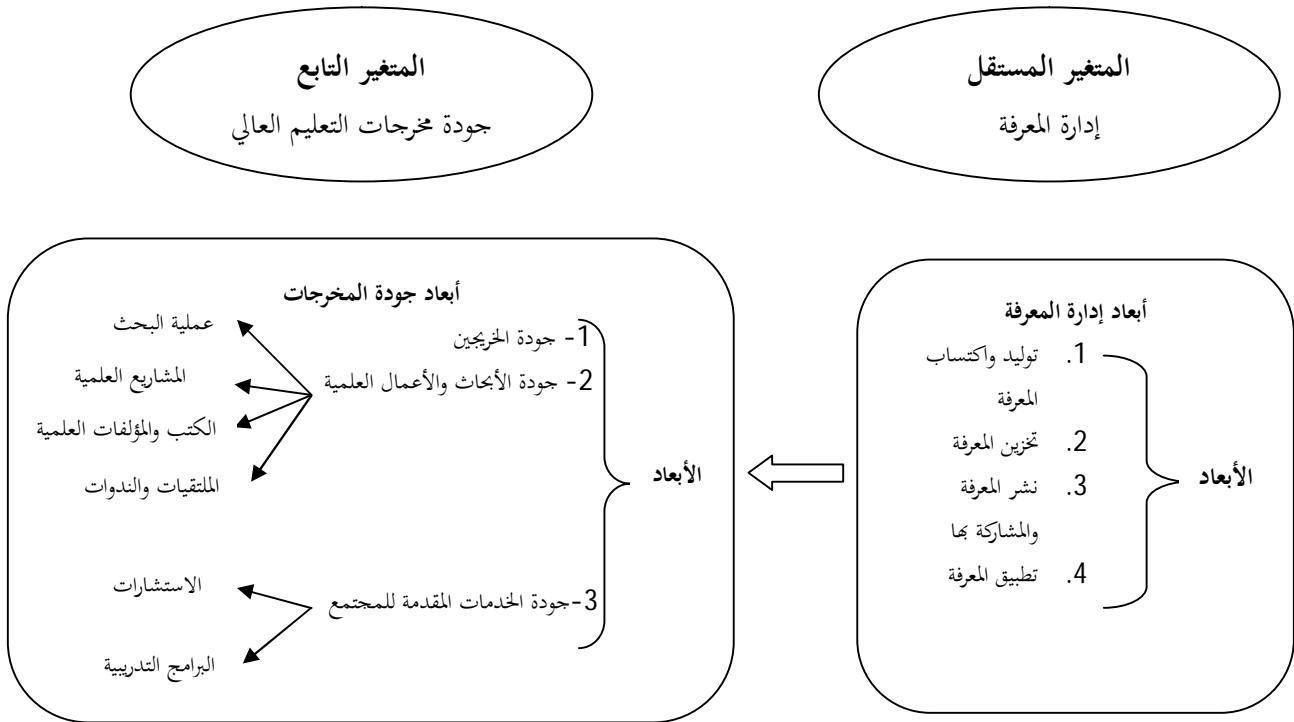 المتغير المستقل
إدارة المعرفة
المتغير التابع
جودة مخرجات التعليم العالي
أبعاد إدارة المعرفة
الأبعاد
1. توليد واكتساب
المعرفة
2. تخزين المعرفة
3. نشر المعرفة
والمشاركة بها
4. تطبيق المعرفة
أبعاد جودة المخرجات
الأبعاد
1- جودة الخريجين
2- جودة الأبحاث والأعمال العلمية
عملية البحث
المشاريع العلمية
الكتب والمؤلفات العلمية
الملتقيات والندوات
3-جودة الخدمات المقدمة للمجتمع
الاستشارات
البرامج التدريبية